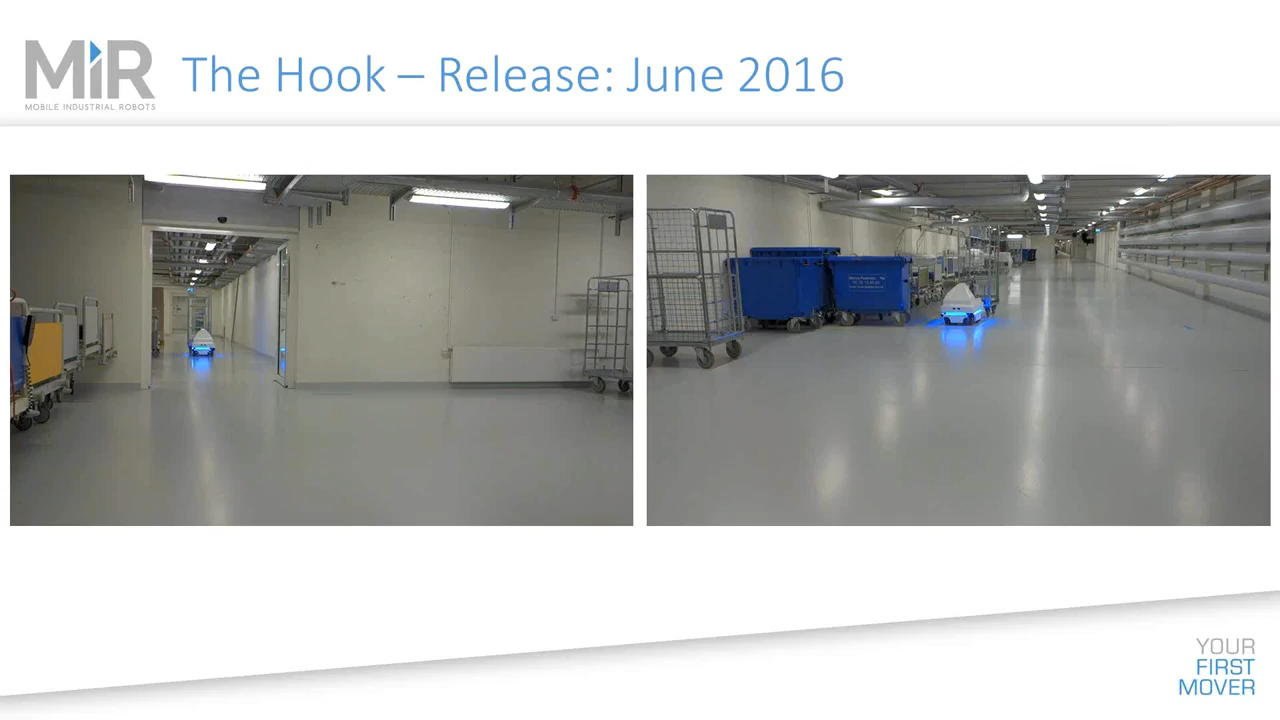 MiR
MOBILE INDUSTRIAL ROBOTS
The Hook – Release: June 2016
YOUR
FIRST
MOVER